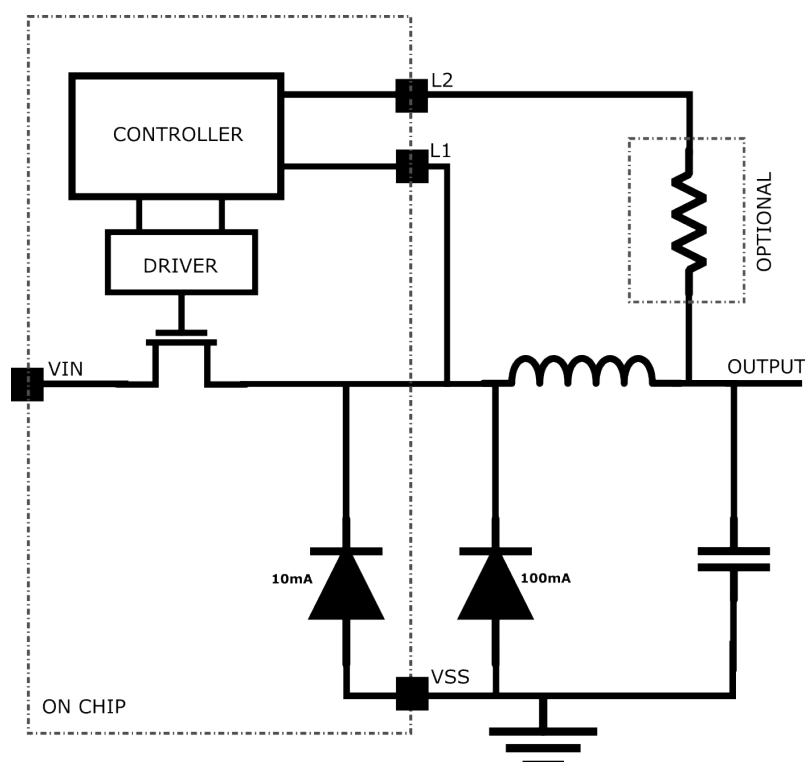 L2
CONTROLLER
L1
OPTIONAL
DRIVER
VIN
OUTPUT
10mA
100mA
VSS
ON CHIP